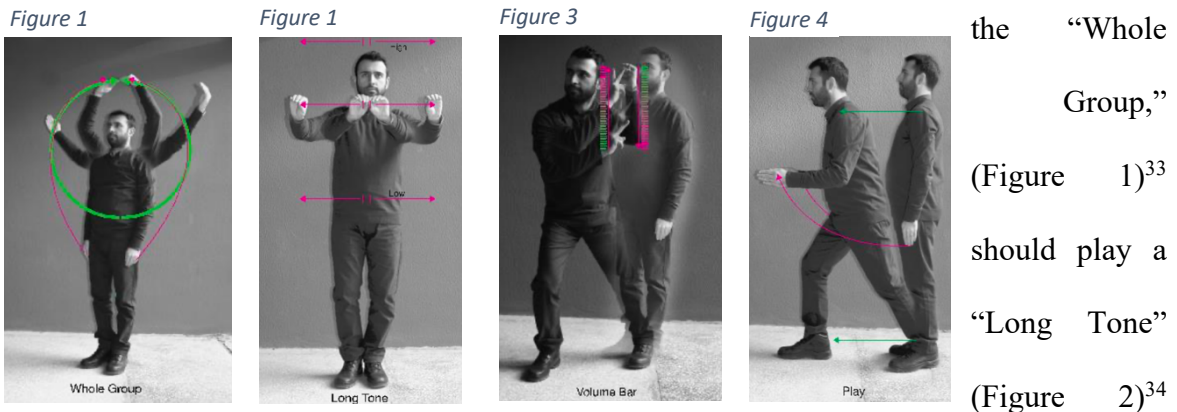 Figure 1
Figure 1
Figure 3
Figure 4
High
Low
Whole Group
Long Tone
Volume Bar
Play
the “Whole
Group,”
(Figure 1)33
should play a
“Long Tone”
(Figure 2)34